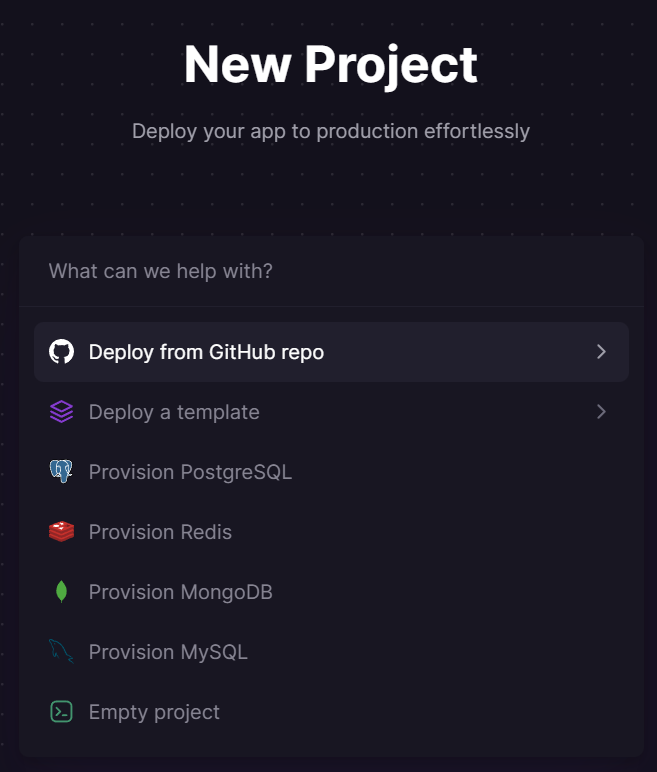 New Project
Deploy your app to production effortlessly
What can we help with?
Deploy from GitHub repo
Deploy a template
Provision PostgreSQL
Provision Redis
Provision MongoDB
Provision MySQL
Empty project